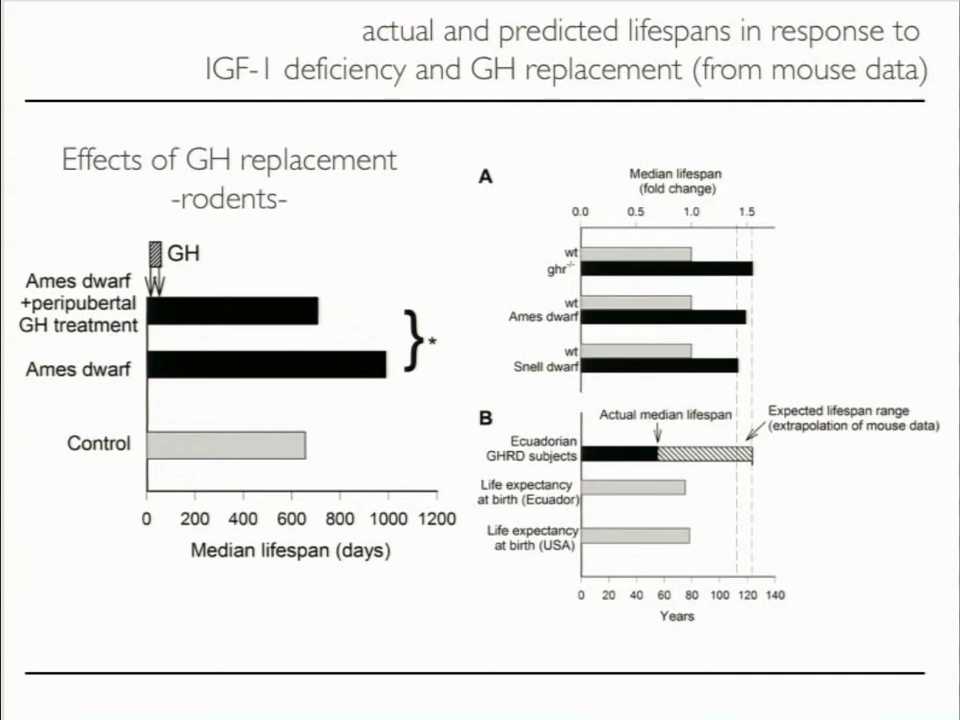 actual and predicted lifespans in response to
IGF-1 deficiency and GH replacement (from mouse data)
Effects of GH replacement
-rodents-
GH
Ames dwarf
+peripubertal
GH treatment
Ames dwarf
Control
}*
0 200 400 600 800 1000 1200
Median lifespan (days)
A
Median lifespan
(fold change)
0.0 0.5 1.0 1.5
wt
ghr-/-
wt
Ames dwarf
wt
Snell dwarf
B
Actual median lifespan
Expected lifespan range
(extrapolation of mouse data)
Ecuadorian
GHRD subjects
Life expectancy
at birth (Ecuador)
Life expectancy
at birth (USA)
0 20 40 60 80 100 120 140
Years